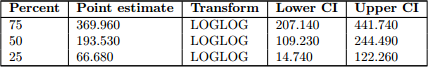 Percent Point estimate Transform Lower CI Upper CI
75 369.960 LOGLOG 207.140 441.740
50 193.530 LOGLOG 109.230 244.490
25 66.680 LOGLOG 14.740 122.260